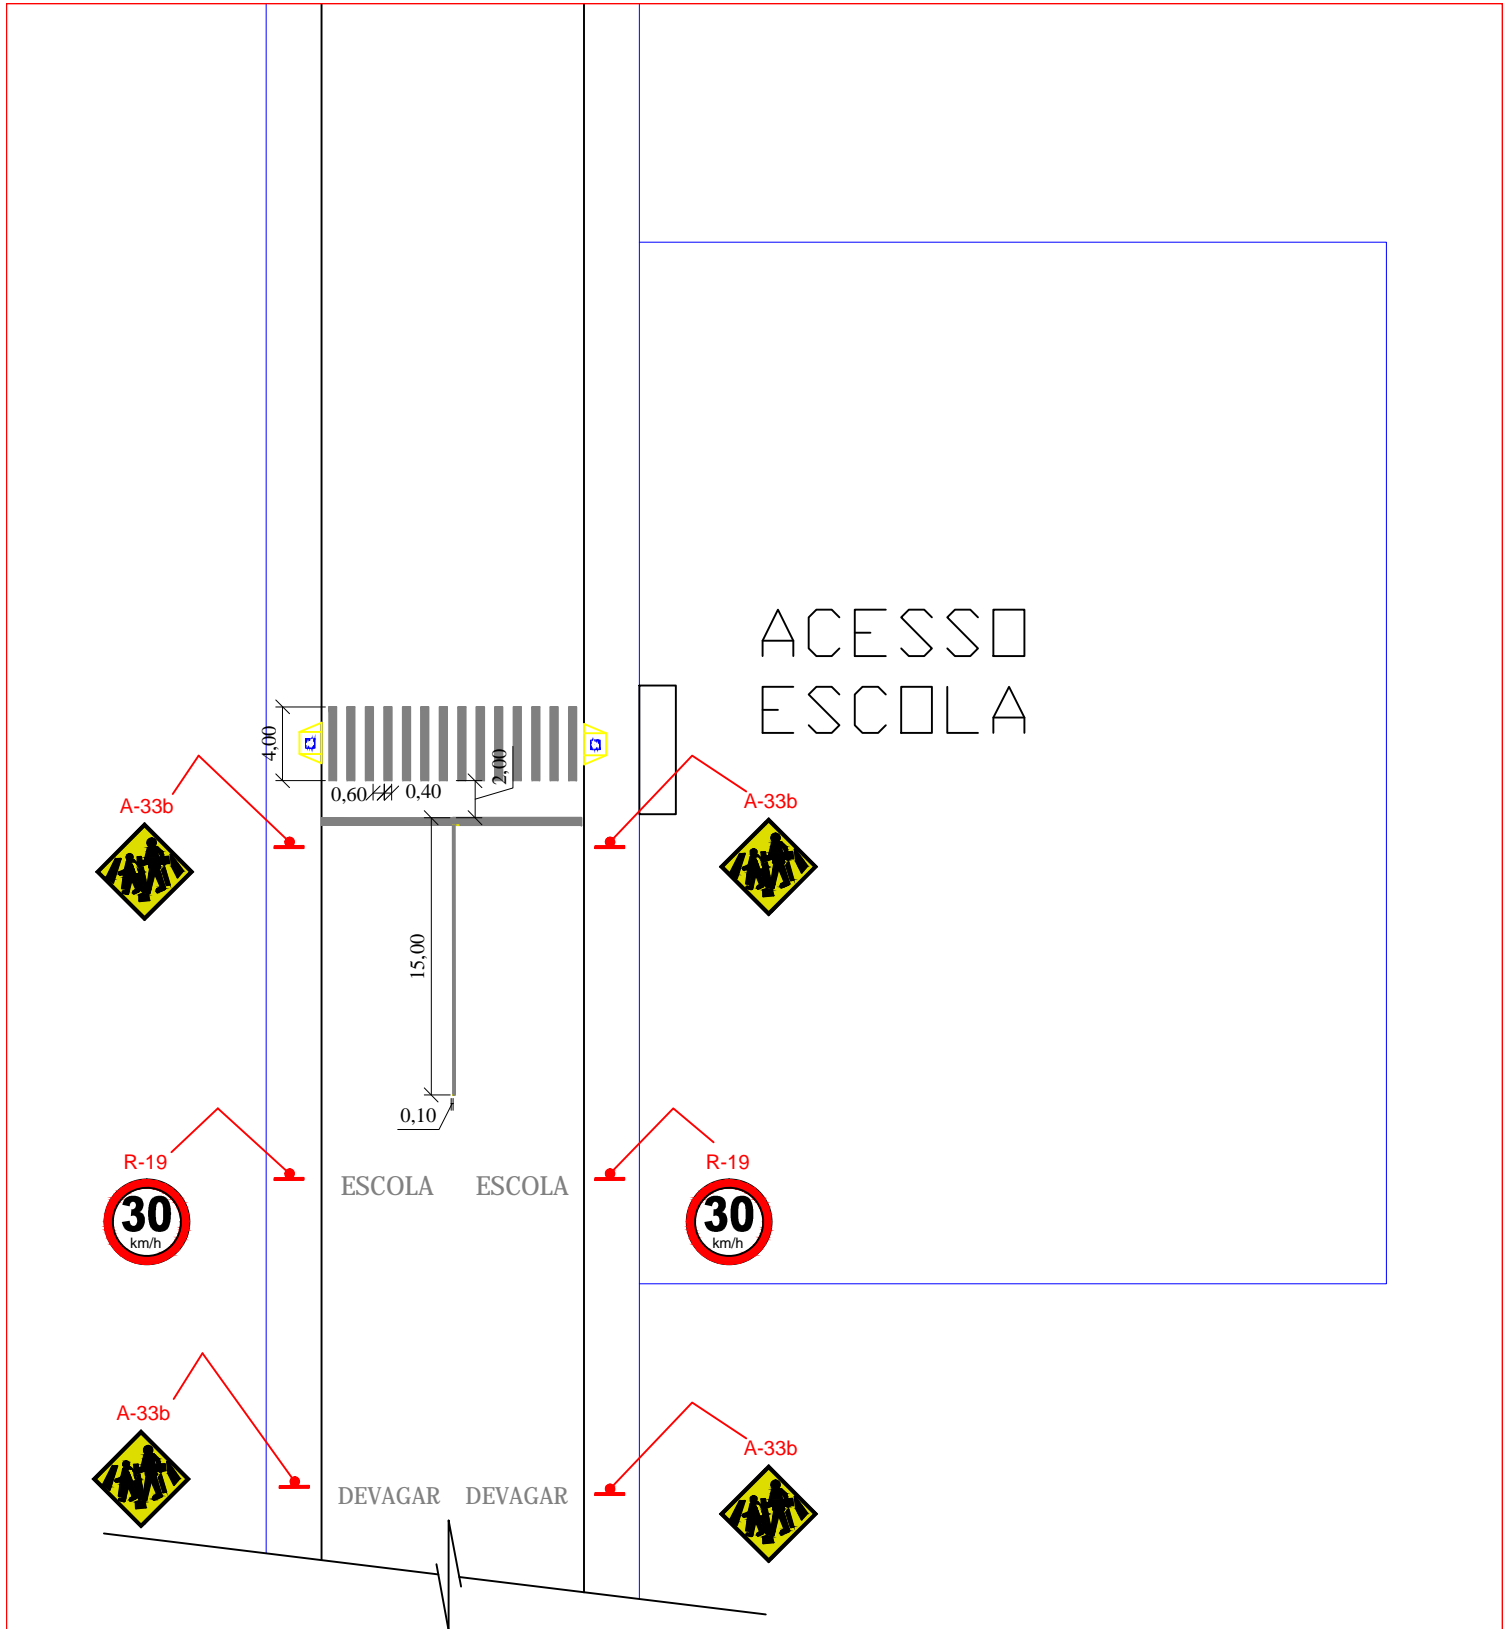 ACESSO
ESCOLA
4,00
2,00
0,60
0,40
A-33b
A-33b
15,00
0,10
R-19
R-19
ESCOLA ESCOLA
30
km/h
30
km/h
A-33b
A-33b
DEVAGAR DEVAGAR